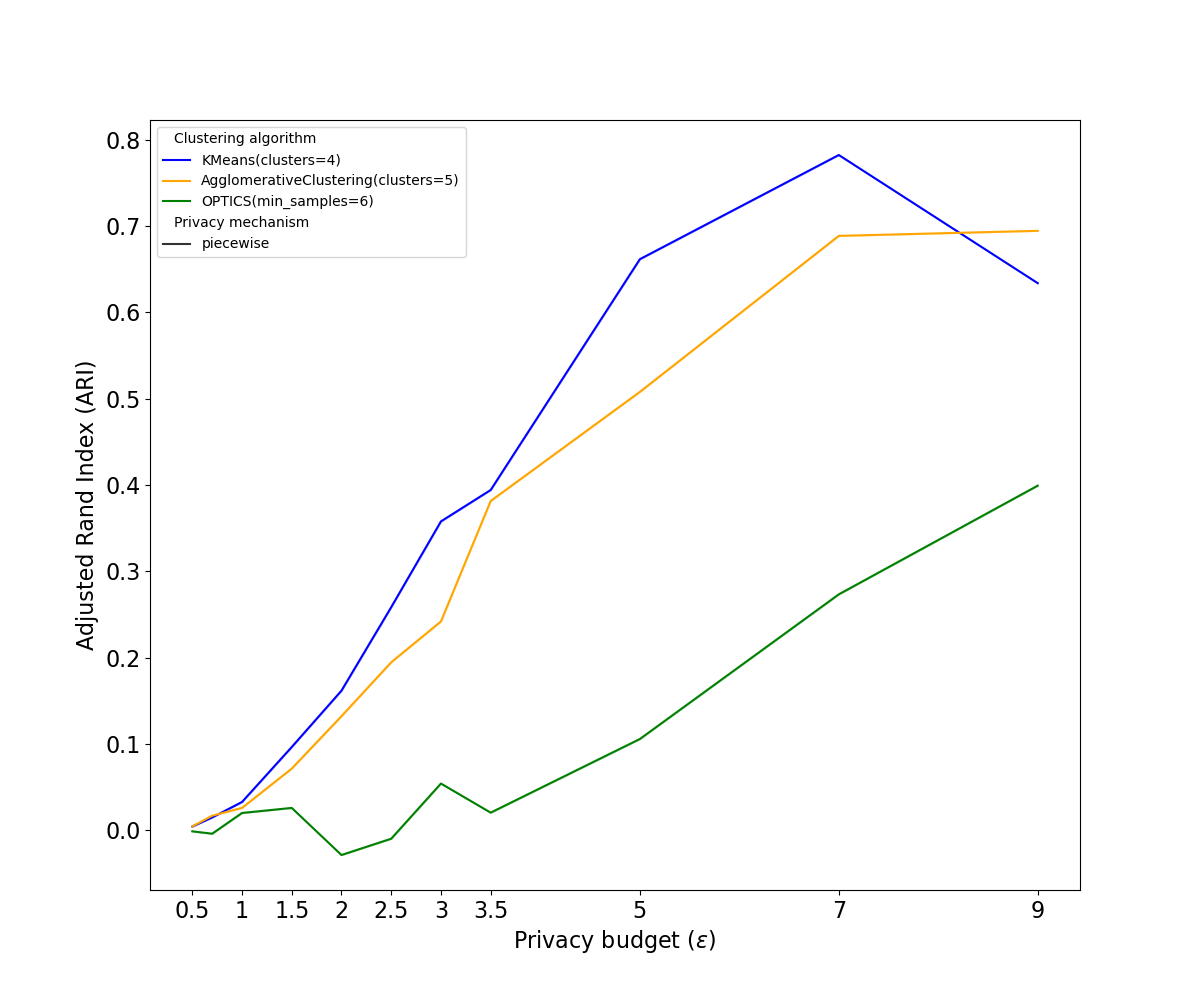 Clustering algorithm
KMeans(clusters=4)
AgglomerativeClustering(clusters=5)
OPTICS(min_samples=6)
Privacy mechanism
piecewise
Adjusted Rand Index (ARI)
0.8
0.7
0.6
0.5
0.4
0.3
0.2
0.1
0.0
0.5 1 1.5 2 2.5 3 3.5 5 7 9
Privacy budget (ε)